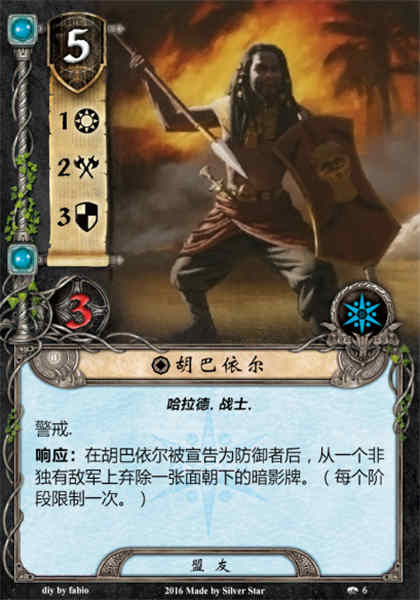 5
1
2
3
3
胡巴依尔
哈拉德. 战士.
警戒.
响应：在胡巴依尔被宣告为防御者后，从一个非
独有敌军上弃除一张面朝下的暗影牌。（每个阶
段限制一次。）
盟友
diy by fabio 2016 Made by Silver Star 6